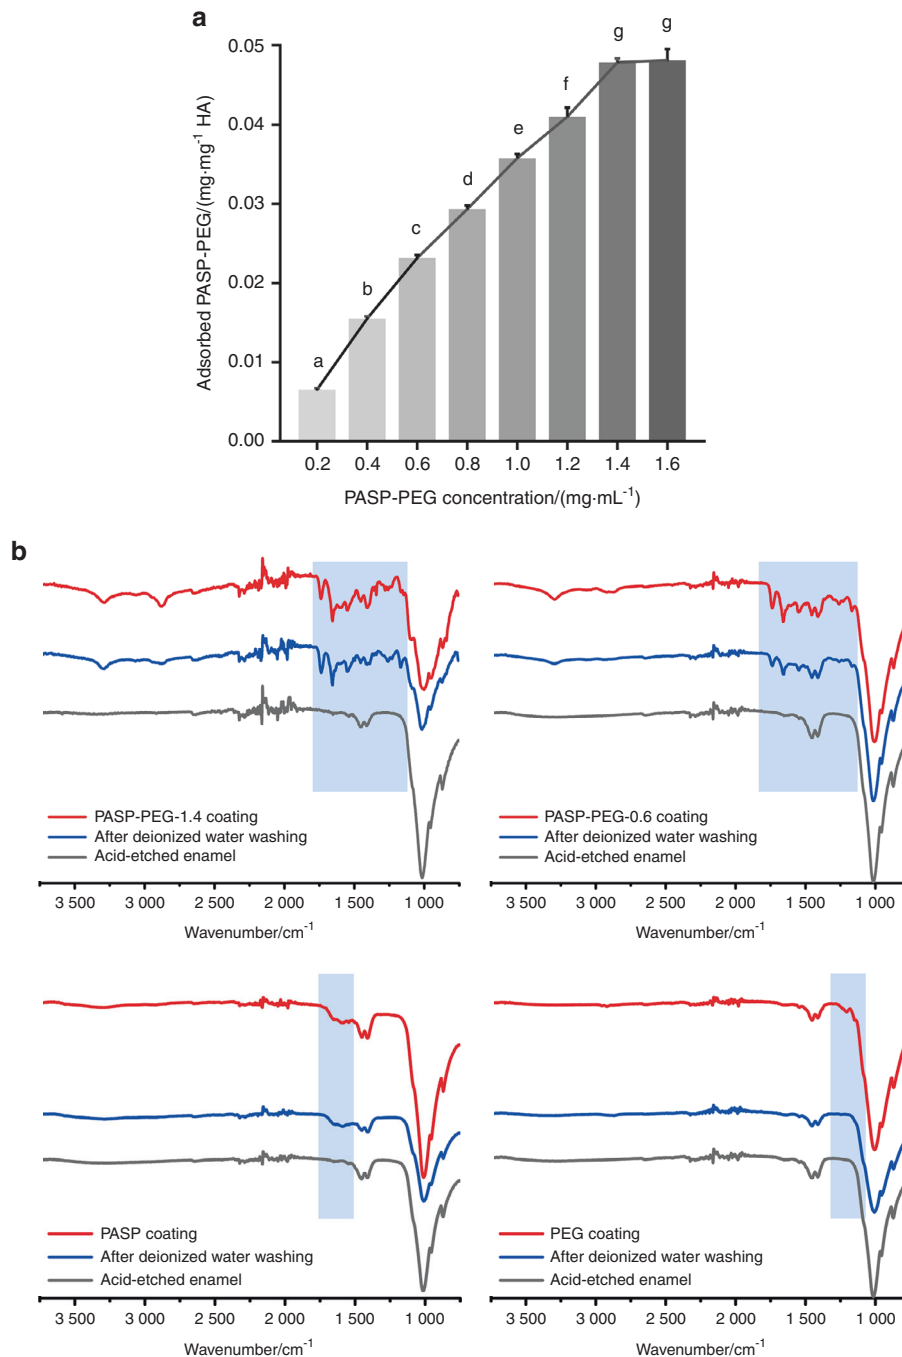 a
0.05
0.04
0.03
0.02
0.01
0.00
Adsorbed PASP-PEG/(mg·mg⁻¹ HA)
a
b
c
d
e
f
g
g
0.2 0.4 0.6 0.8 1.0 1.2 1.4 1.6
PASP-PEG concentration/(mg·mL⁻¹)
b
PASP-PEG-1.4 coating
After deionized water washing
Acid-etched enamel
3 500 3 000 2 500 2 000 1 500 1 000
Wavenumber/cm⁻¹
PASP-PEG-0.6 coating
After deionized water washing
Acid-etched enamel
3 500 3 000 2 500 2 000 1 500 1 000
Wavenumber/cm⁻¹
PASP coating
After deionized water washing
Acid-etched enamel
3 500 3 000 2 500 2 000 1 500 1 000
Wavenumber/cm⁻¹
PEG coating
After deionized water washing
Acid-etched enamel
3 500 3 000 2 500 2 000 1 500 1 000
Wavenumber/cm⁻¹